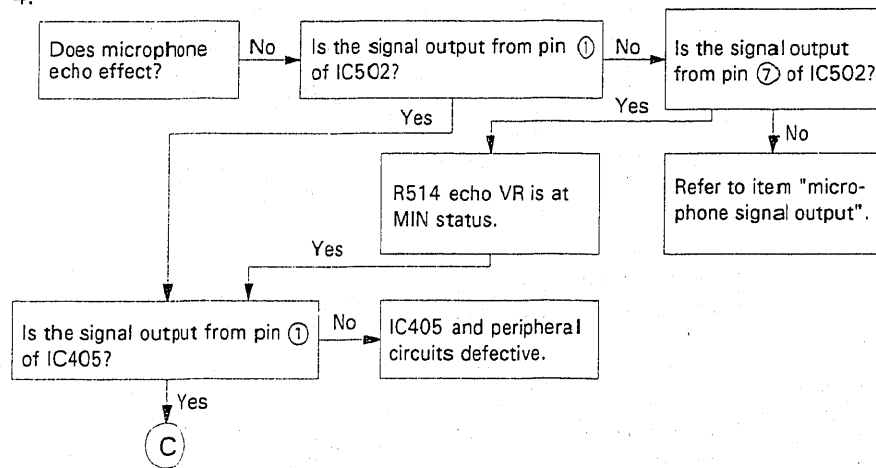 4.
Does microphone
echo effect?
No
Is the signal output from pin ①
of IC502?
No
Is the signal output
from pin ⑦ of IC502?
Yes
Yes
No
R514 echo VR is at
MIN status.
Refer to item "micro-
phone signal output".
Yes
Is the signal output from pin ①
of IC405?
No
IC405 and peripheral
circuits defective.
Yes
C